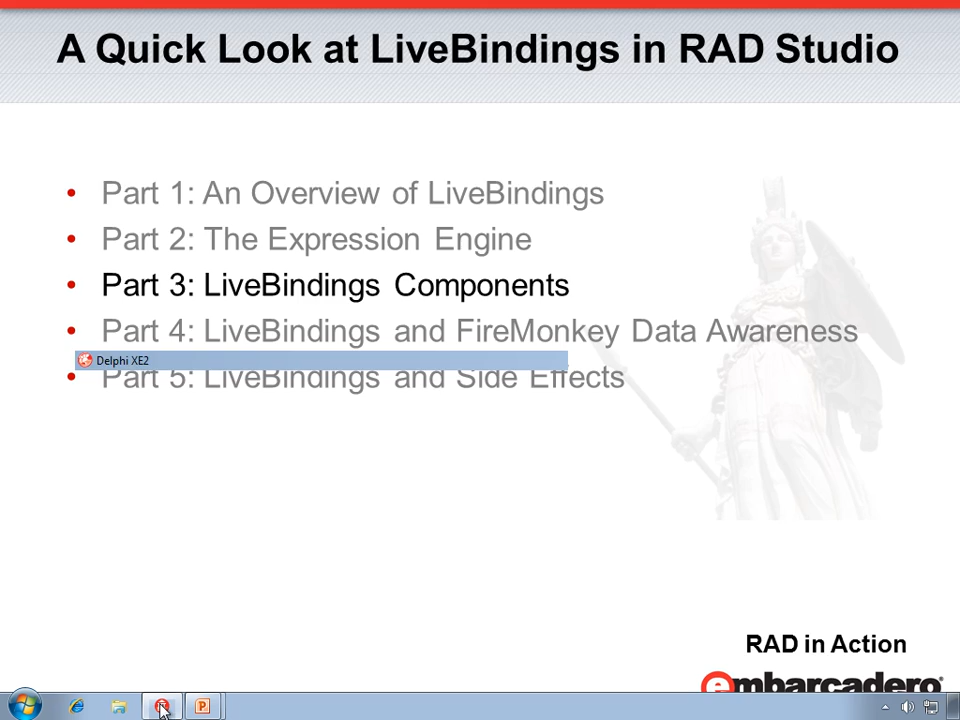 A Quick Look at LiveBindings in RAD Studio
• Part 1: An Overview of LiveBindings
• Part 2: The Expression Engine
• Part 3: LiveBindings Components
• Part 4: LiveBindings and FireMonkey Data Awareness
Delphi XE2
• Part 5: LiveBindings and Side Effects
RAD in Action
embarcadero